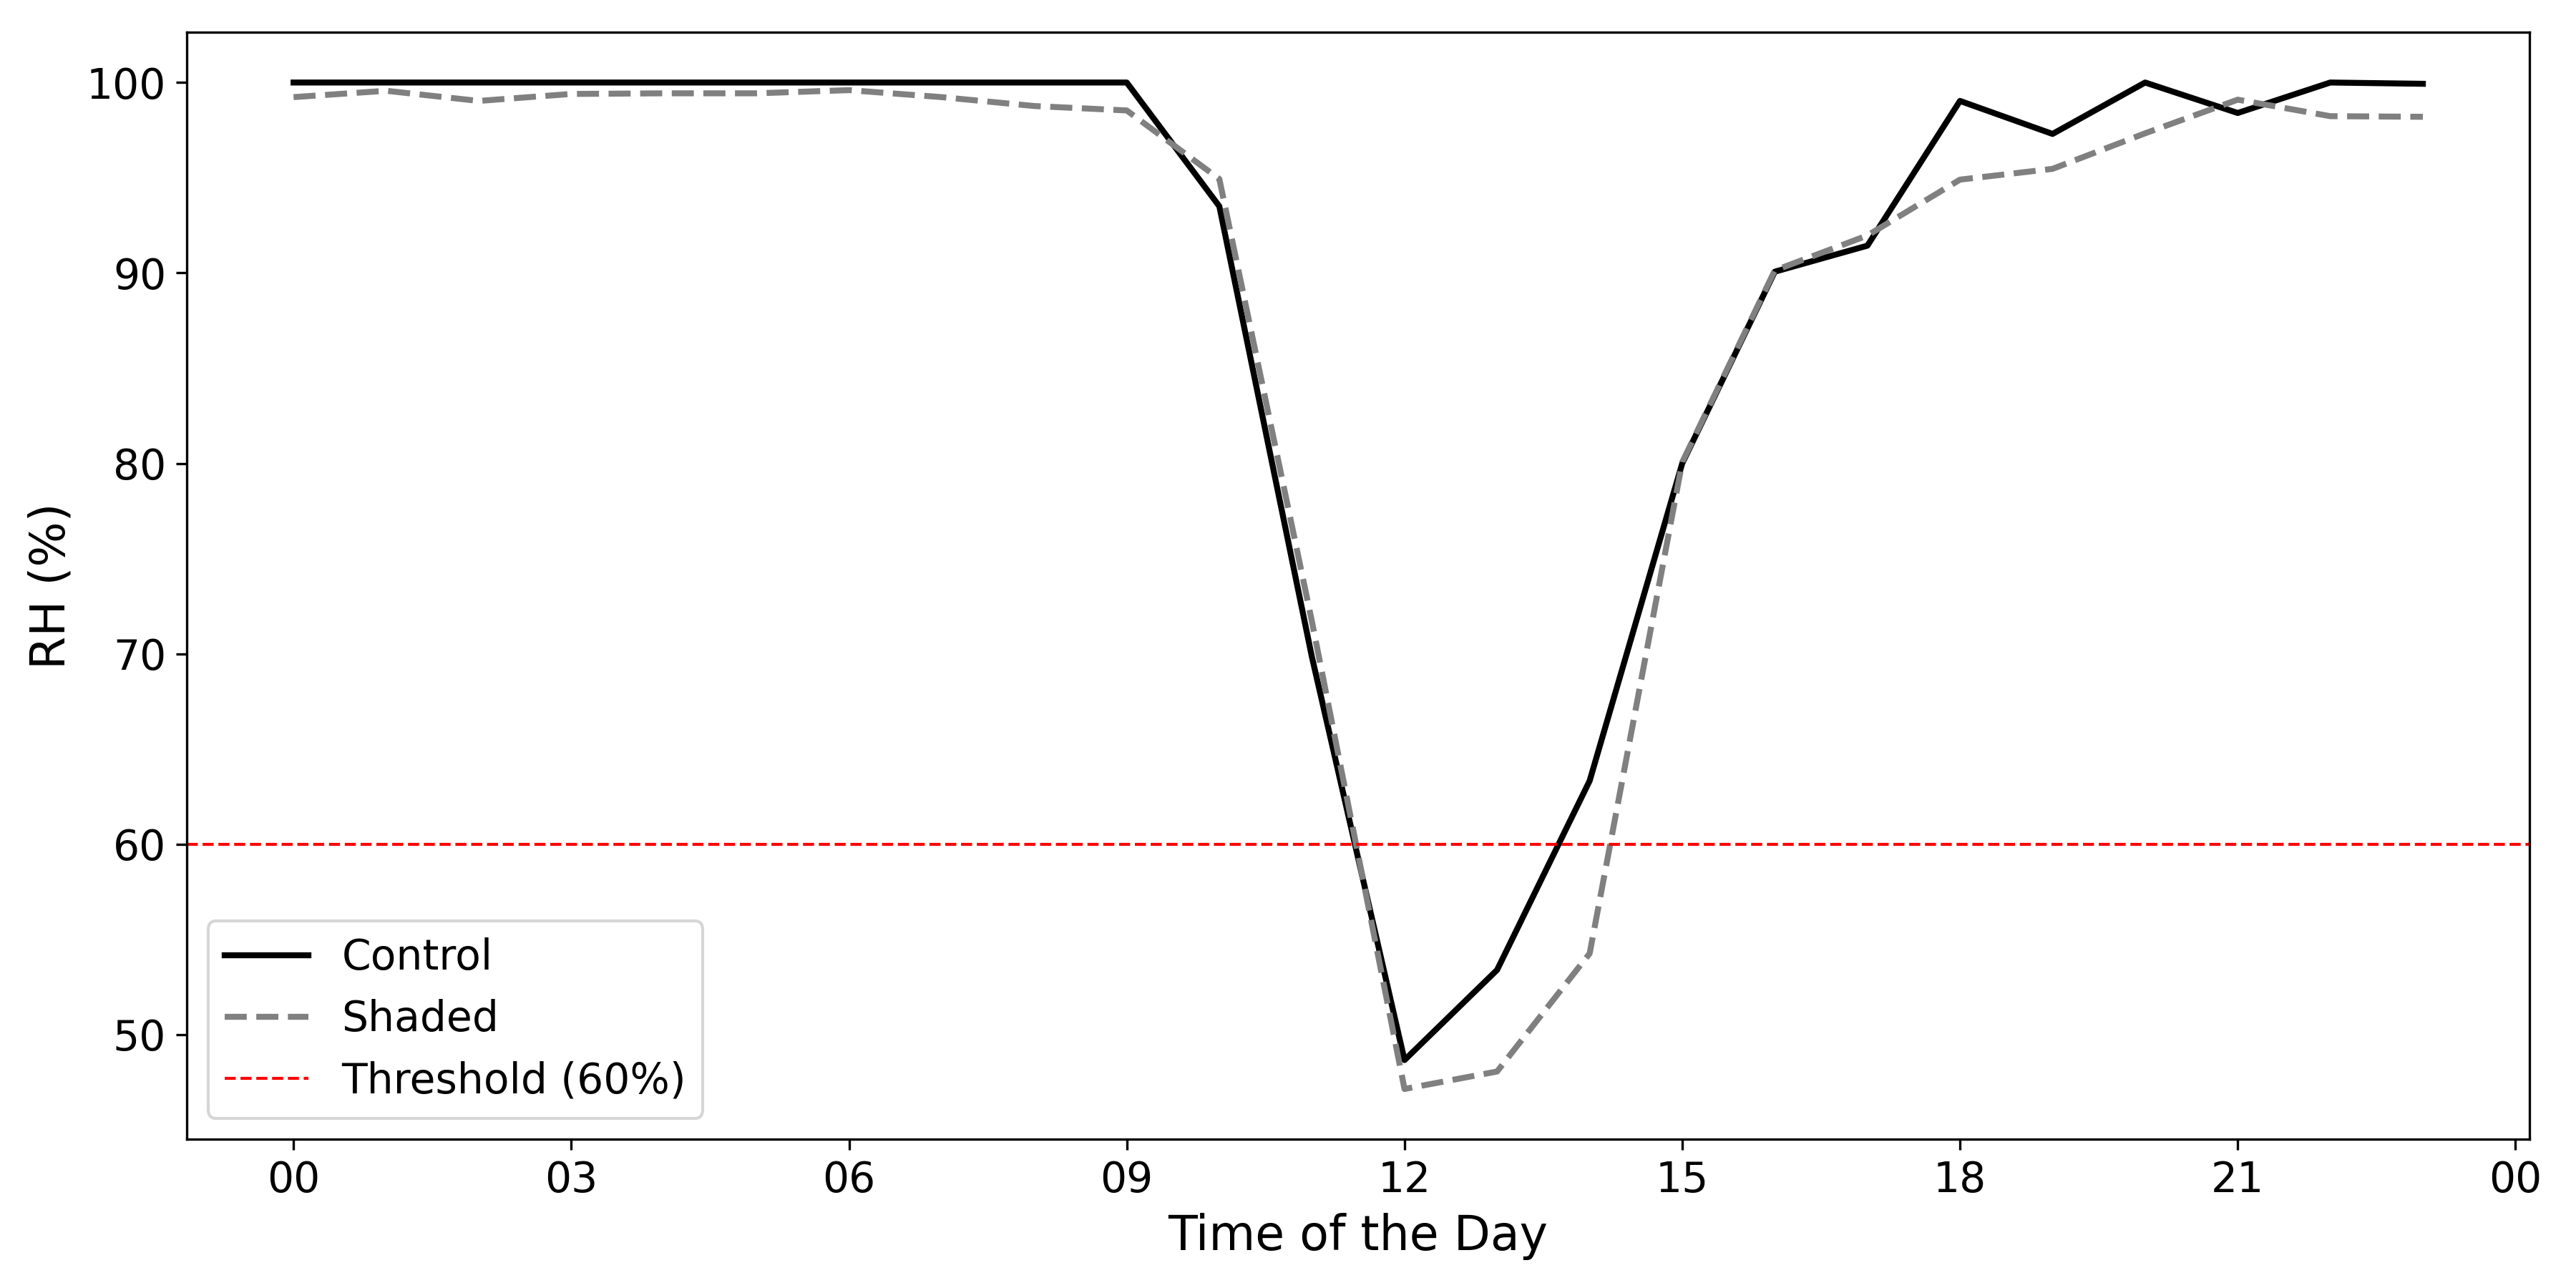 100
90
80
70
60
50
RH (%)
Control
Shaded
Threshold (60%)
00 03 06 09 12 15 18 21 00
Time of the Day